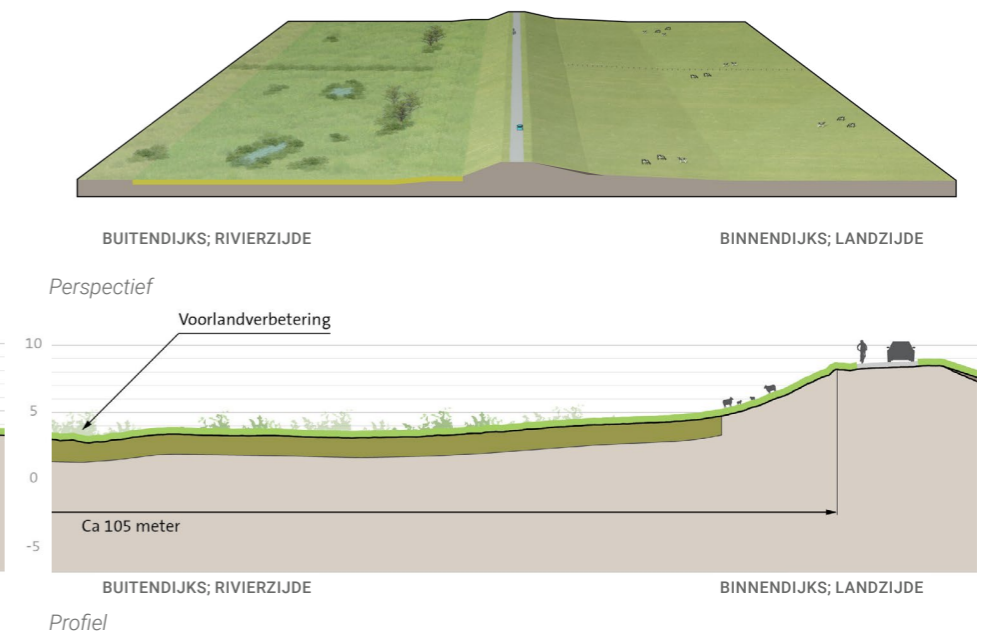 BUITENDIJKS; RIVIERZIJDE
BINNENDIJKS; LANDZIJDE
Perspectief
Voorlandverbetering
10
5
0
-5
Ca 105 meter
BUITENDIJKS; RIVIERZIJDE
BINNENDIJKS; LANDZIJDE
Profiel